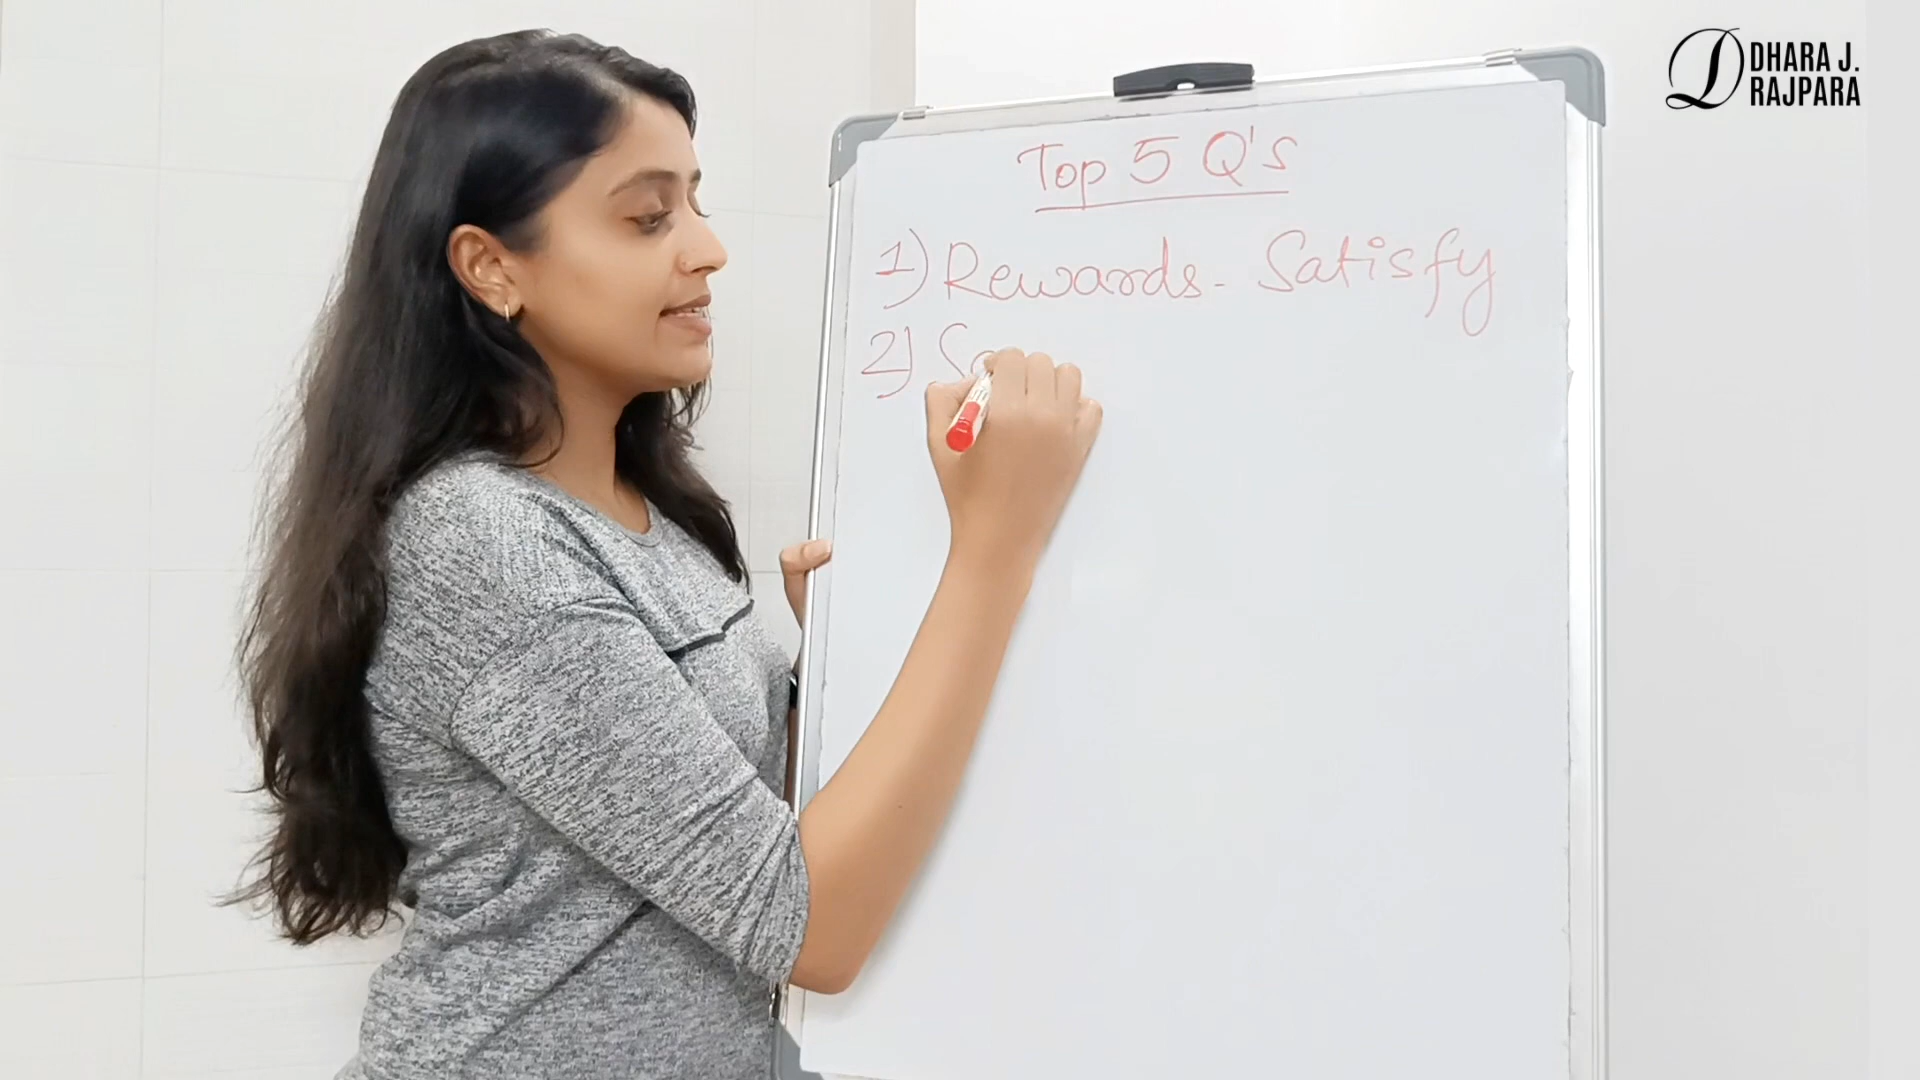 DHARA J.
RAJPARA
Top 5 Q's
1) Rewards - Satisfy
2)